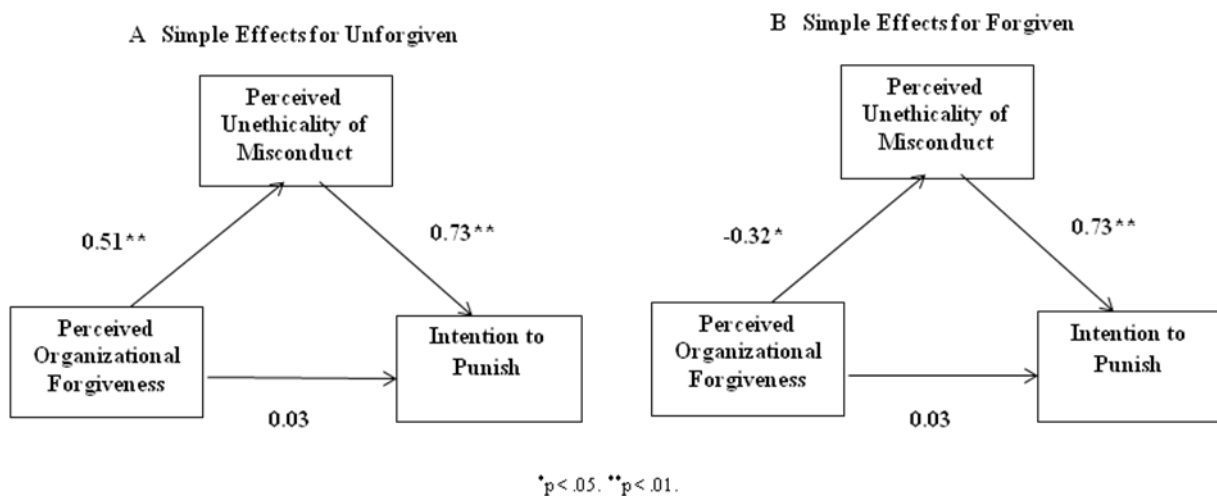 A Simple Effects for Unforgiven
Perceived
Unethicality of
Misconduct
0.51**
0.73**
Perceived
Organizational
Forgiveness
Intention to
Punish
0.03
B Simple Effects for Forgiven
Perceived
Unethicality of
Misconduct
-0.32*
0.73**
Perceived
Organizational
Forgiveness
Intention to
Punish
0.03
*p<.05. **p<.01.